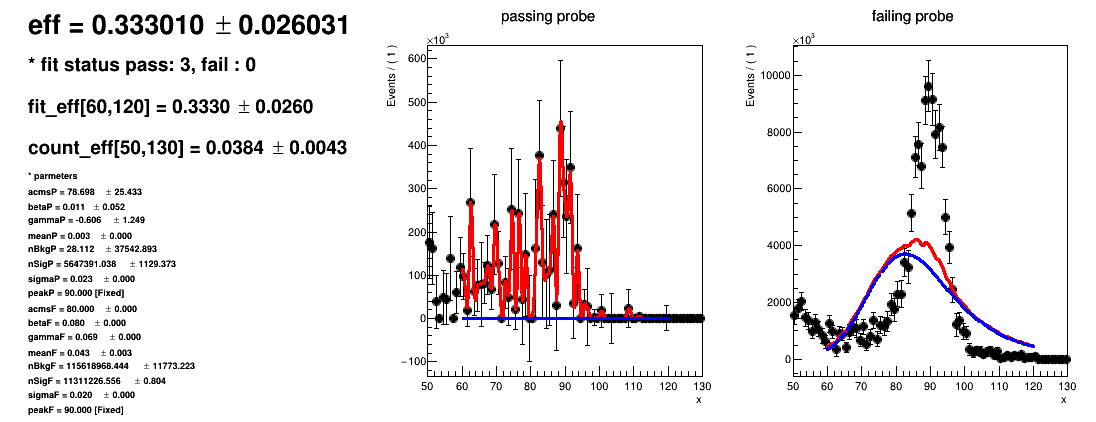 eff = 0.333010 ± 0.026031
* fit status pass: 3, fail : 0
fit_eff[60,120] = 0.3330 ± 0.0260
count_eff[50,130] = 0.0384 ± 0.0043
* parmeters
acmsP = 78.698 ± 25.433
betaP = 0.011 ± 0.052
gammaP = -0.606 ± 1.249
meanP = 0.003 ± 0.000
nBkgP = 28.112 ± 37542.893
nSigP = 5647391.038 ± 1129.373
sigmaP = 0.023 ± 0.000
peakP = 90.000 [Fixed]
acmsF = 80.000 ± 0.000
betaF = 0.080 ± 0.000
gammaF = 0.069 ± 0.000
meanF = 0.043 ± 0.003
nBkgF = 115618968.444 ± 11773.223
nSigF = 11311226.556 ± 0.804
sigmaF = 0.020 ± 0.000
peakF = 90.000 [Fixed]
passing probe
×10³
Events / ( 1 )
600
500
400
300
200
100
0
−100
50 60 70 80 90 100 110 120 130
x
failing probe
×10³
Events / ( 1 )
10000
8000
6000
4000
2000
0
50 60 70 80 90 100 110 120 130
x